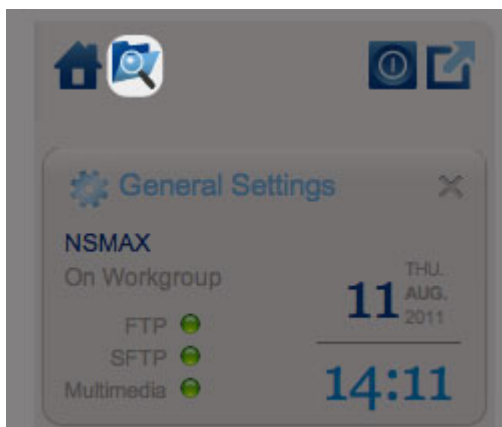 General Settings
NSMAX
On Workgroup
FTP
SFTP
Multimedia
THU.
11 AUG.
2011
14:11